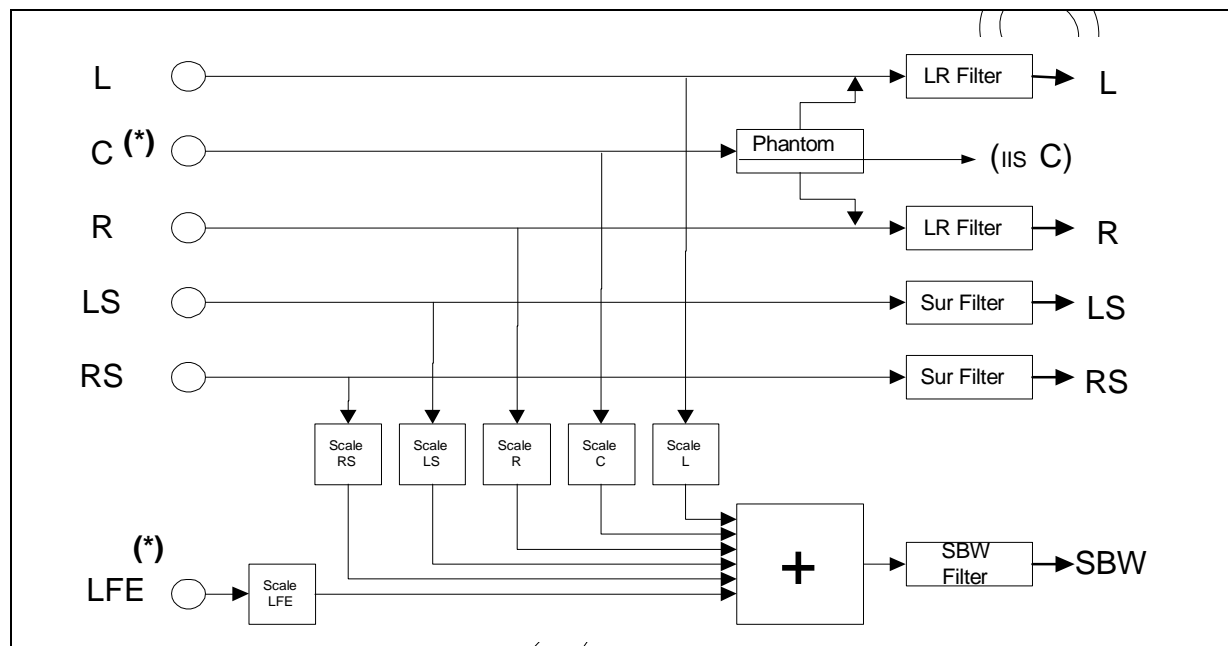 L
LR Filter
L
C (*)
Phantom
(IIS C)
R
LR Filter
R
LS
Sur Filter
LS
RS
Sur Filter
RS
Scale
RS
Scale
LS
Scale
R
Scale
C
Scale
L
(*)
LFE
Scale
LFE
+
SBW
Filter
SBW